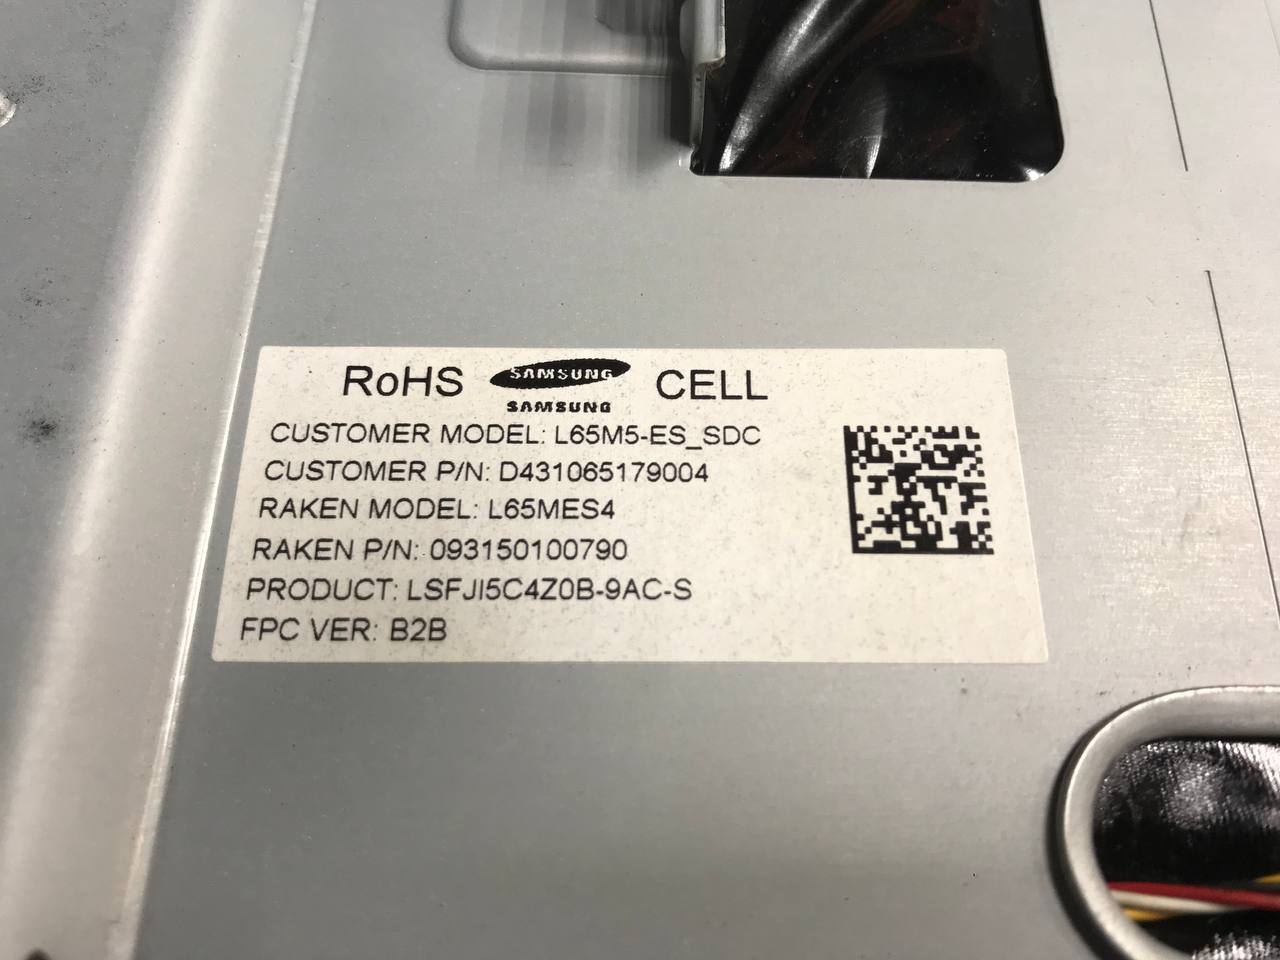 RoHS SAMSUNG CELL
SAMSUNG
CUSTOMER MODEL: L65M5-ES_SDC
CUSTOMER P/N: D431065179004
RAKEN MODEL: L65MES4
RAKEN P/N: 093150100790
PRODUCT: LSFJI5C4Z0B-9AC-S
FPC VER: B2B